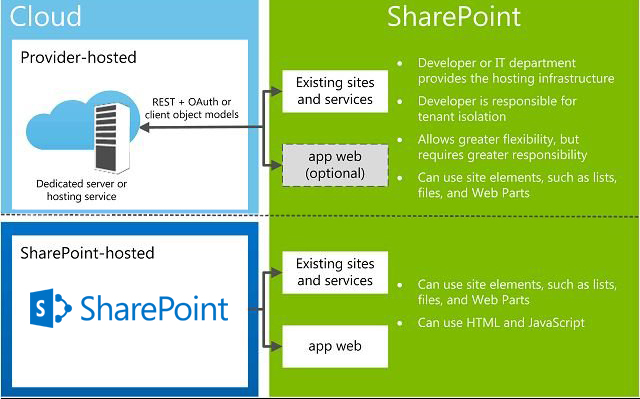 Cloud
SharePoint
Provider-hosted
REST + OAuth or
client object models
Dedicated server or
hosting service
Existing sites
and services
app web
(optional)
• Developer or IT department
provides the hosting infrastructure
• Developer is responsible for
tenant isolation
• Allows greater flexibility, but
requires greater responsibility
• Can use site elements, such as lists,
files, and Web Parts
SharePoint-hosted
S
SharePoint
Existing sites
and services
app web
• Can use site elements, such as lists,
files, and Web Parts
• Can use HTML and JavaScript